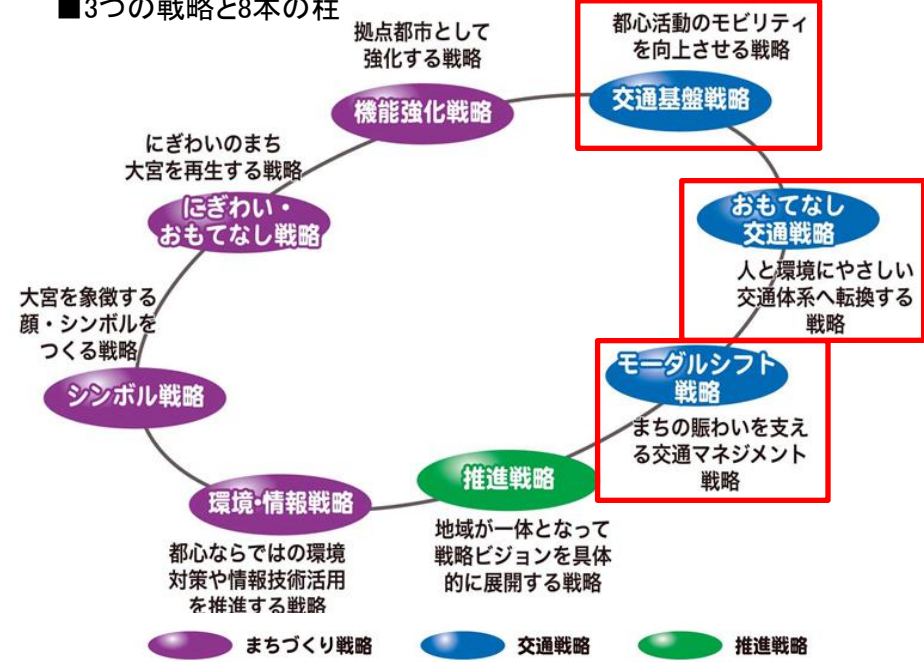 ■3つの戦略と8本の柱
拠点都市として
強化する戦略
機能強化戦略
都心活動のモビリティ
を向上させる戦略
交通基盤戦略
にぎわいのまち
大宮を再生する戦略
にぎわい・
おもてなし戦略
おもてなし
交通戦略
人と環境にやさしい
交通体系へ転換する
戦略
大宮を象徴する
顔・シンボルを
つくる戦略
シンボル戦略
モーダルシフト
戦略
まちの賑わいを支え
る交通マネジメント
戦略
環境・情報戦略
都心ならではの環境
対策や情報技術活用
を推進する戦略
推進戦略
地域が一体となって
戦略ビジョンを具体
的に展開する戦略
まちづくり戦略
交通戦略
推進戦略